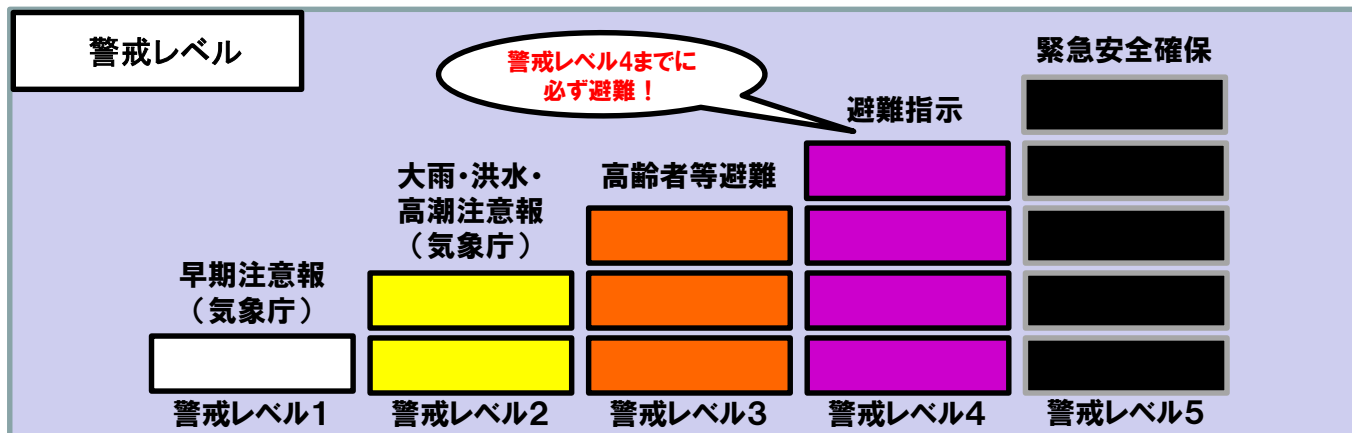 警戒レベル
警戒レベル4までに
必ず避難！
緊急安全確保
避難指示
大雨・洪水・
高潮注意報
（気象庁）
高齢者等避難
早期注意報
（気象庁）
警戒レベル1
警戒レベル2
警戒レベル3
警戒レベル4
警戒レベル5